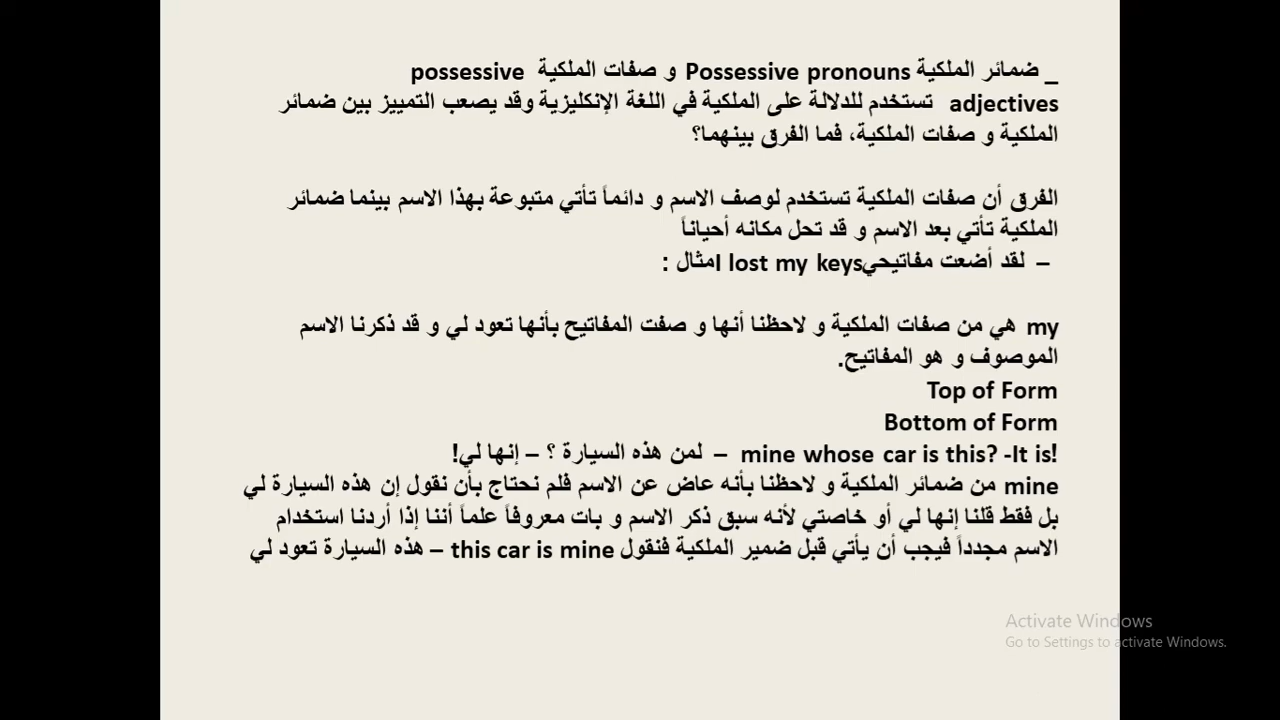 _ ضمائر الملكية Possessive pronouns و صفات الملكية possessive
adjectives تستخدم للدلالة على الملكية في اللغة الإنكليزية وقد يصعب التمييز بين ضمائر
الملكية و صفات الملكية، فما الفرق بينهما؟
الفرق أن صفات الملكية تستخدم لوصف الاسم و دائماً تأتي متبوعة بهذا الاسم بينما ضمائر
الملكية تأتي بعد الاسم و قد تحل مكانه أحياناً
– لقد أضعت مفاتيحيI lost my keysمثال :
my هي من صفات الملكية و لاحظنا أنها و صفت المفاتيح بأنها تعود لي و قد ذكرنا الاسم
الموصوف و هو المفاتيح.
Top of Form
Bottom of Form
mine whose car is this? -It is! – لمن هذه السيارة ؟ – إنها لي!
mine من ضمائر الملكية و لاحظنا بأنه عاض عن الاسم فلم نحتاج بأن نقول إن هذه السيارة لي
بل فقط قلنا إنها لي أو خاصتي لأنه سبق ذكر الاسم و بات معروفاً علماً أننا إذا أردنا استخدام
الاسم مجدداً فيجب أن يأتي قبل ضمير الملكية فنقول this car is mine – هذه السيارة تعود لي
Activate Windows
Go to Settings to activate Windows.